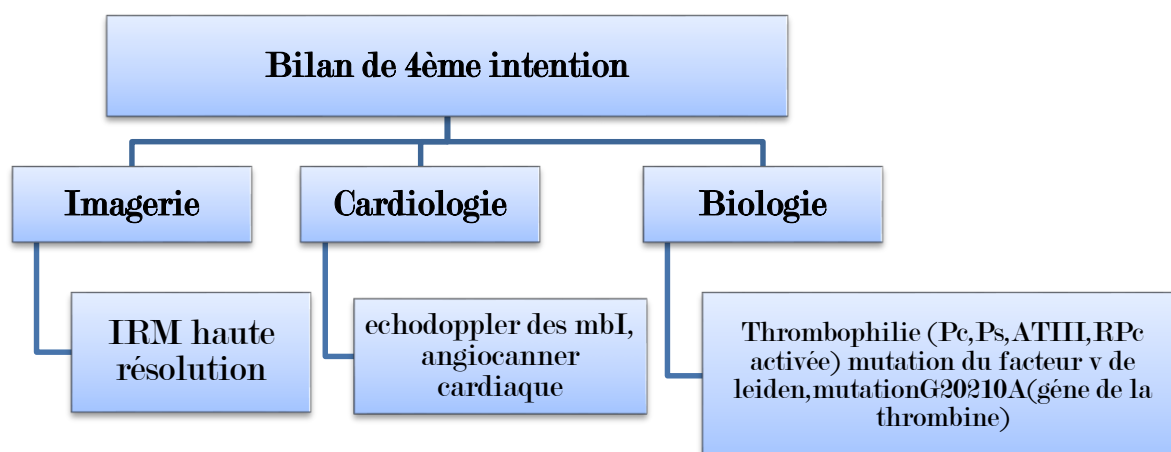 Bilan de 4ème intention
Imagerie
Cardiologie
Biologie
IRM haute
résolution
echodoppler des mbI,
angiocanner
cardiaque
Thrombophilie (Pc,Ps,ATIII,RPc
activée) mutation du facteur v de
leiden,mutationG20210A(géne de la
thrombine)